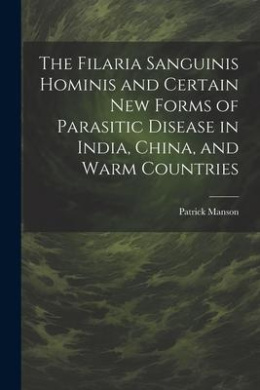 The Filaria Sanguinis
Hominis and Certain
New Forms of
Parasitic Disease in
India, China, and
Warm Countries
Patrick Manson